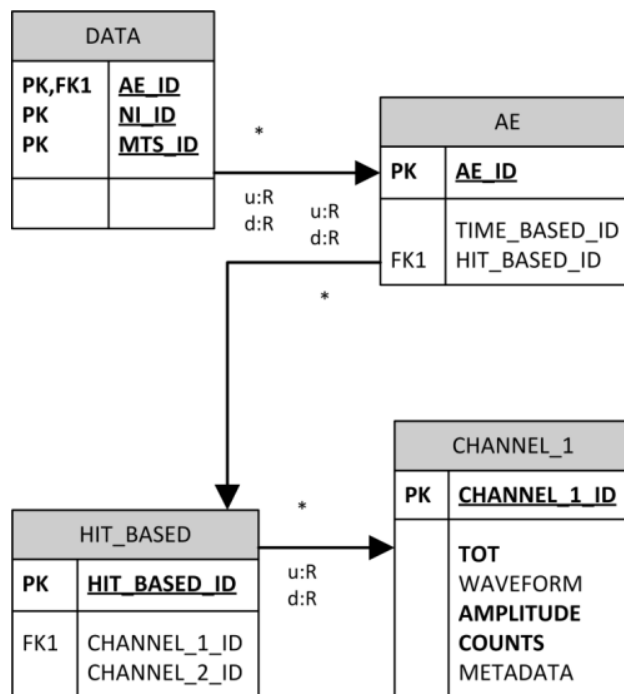 DATA
PK,FK1 AE_ID
PK NI_ID
PK MTS_ID
*
u:R
d:R
AE
PK AE_ID
TIME_BASED_ID
FK1 HIT_BASED_ID
u:R
d:R
*
HIT_BASED
PK HIT_BASED_ID
FK1 CHANNEL_1_ID
CHANNEL_2_ID
*
u:R
d:R
CHANNEL_1
PK CHANNEL_1_ID
TOT
WAVEFORM
AMPLITUDE
COUNTS
METADATA